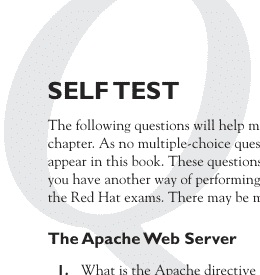 SELF TEST
The following questions will help m
chapter. As no multiple-choice ques
appear in this book. These questions
you have another way of performing
the Red Hat exams. There may be m
The Apache Web Server
1. What is the Apache directive